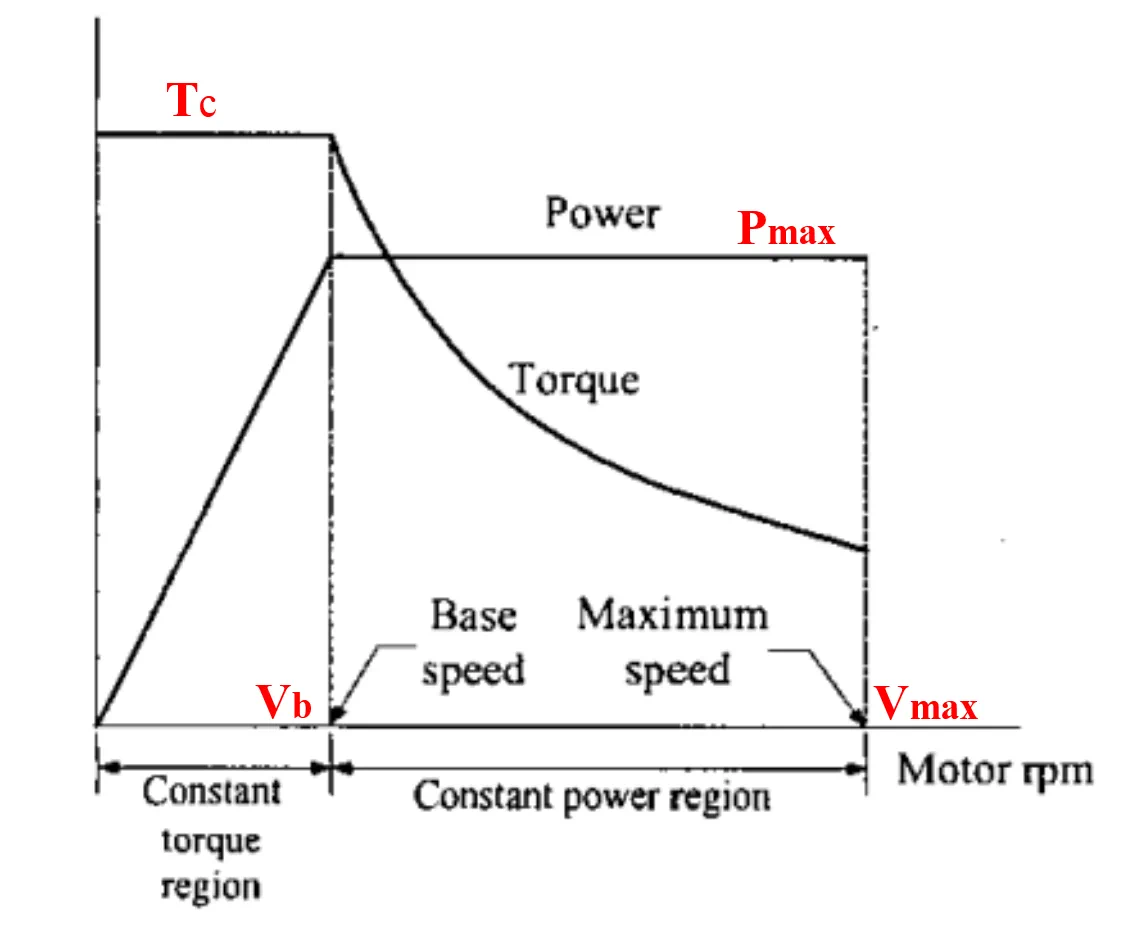 Tc
Power
Pmax
Torque
Base
speed
Maximum
speed
Vb
Vmax
Motor rpm
Constant
torque
region
Constant power region